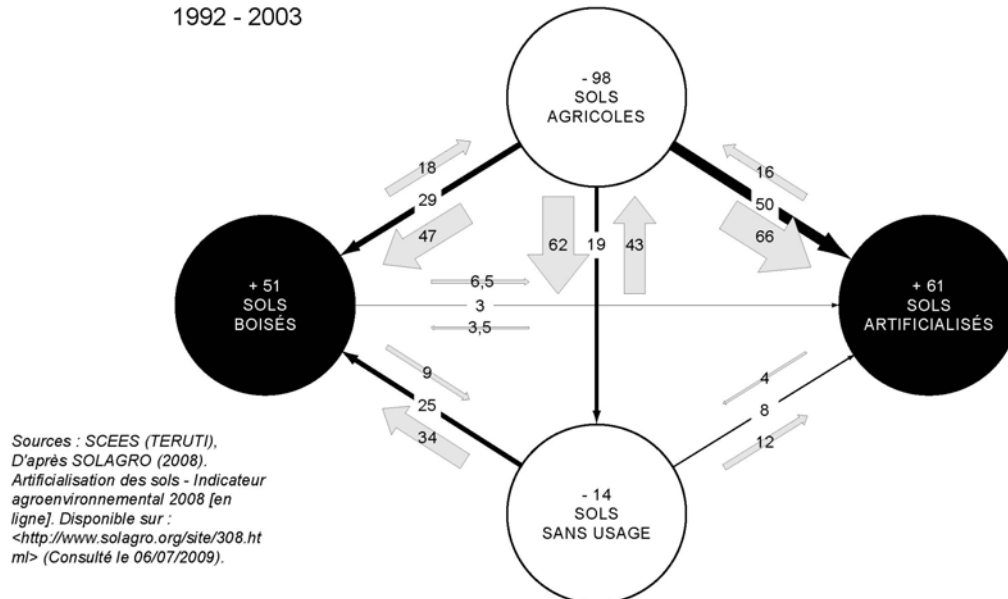 1992 - 2003
- 98
SOLS
AGRICOLES
18
29
47
62
19
43
16
50
66
+ 51
SOLS
BOISÉS
6,5
3
3,5
+ 61
SOLS
ARTIFICIALISÉS
9
25
34
4
8
12
- 14
SOLS
SANS USAGE
Sources : SCEES (TERUTI),
D'après SOLAGRO (2008).
Artificialisation des sols - Indicateur
agroenvironnemental 2008 [en
ligne]. Disponible sur :
<http://www.solagro.org/site/308.ht
ml> (Consulté le 06/07/2009).